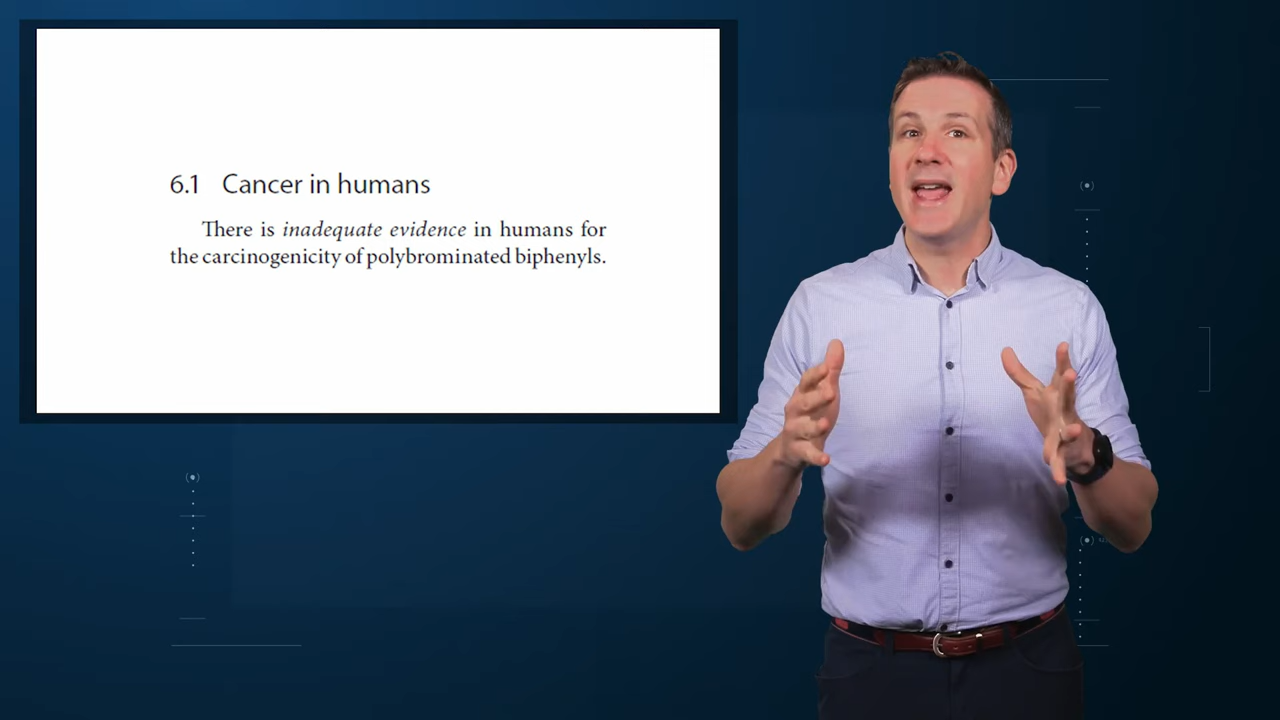 6.1 Cancer in humans
There is inadequate evidence in humans for
the carcinogenicity of polybrominated biphenyls.